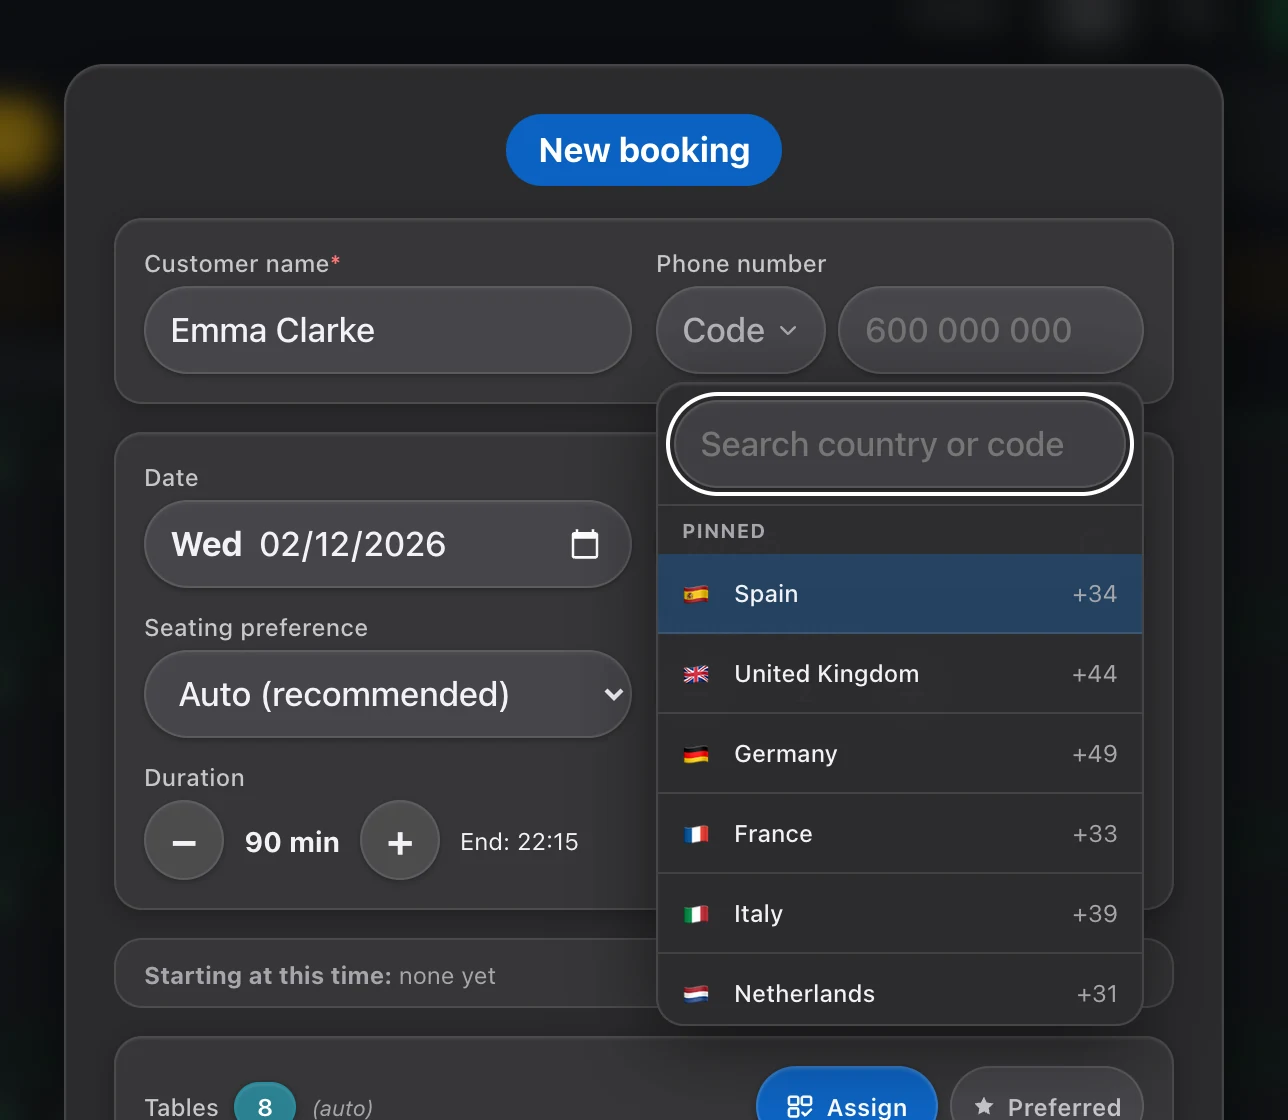 New booking
Customer name*
Phone number
Emma Clarke
Code
600 000 000
Search country or code
Date
Wed 02/12/2026
PINNED
Spain +34
Seating preference
United Kingdom +44
Auto (recommended)
Germany +49
Duration
90 min
End: 22:15
France +33
Italy +39
Starting at this time: none yet
Netherlands +31
Tables 8 (auto)
Assign
Preferred